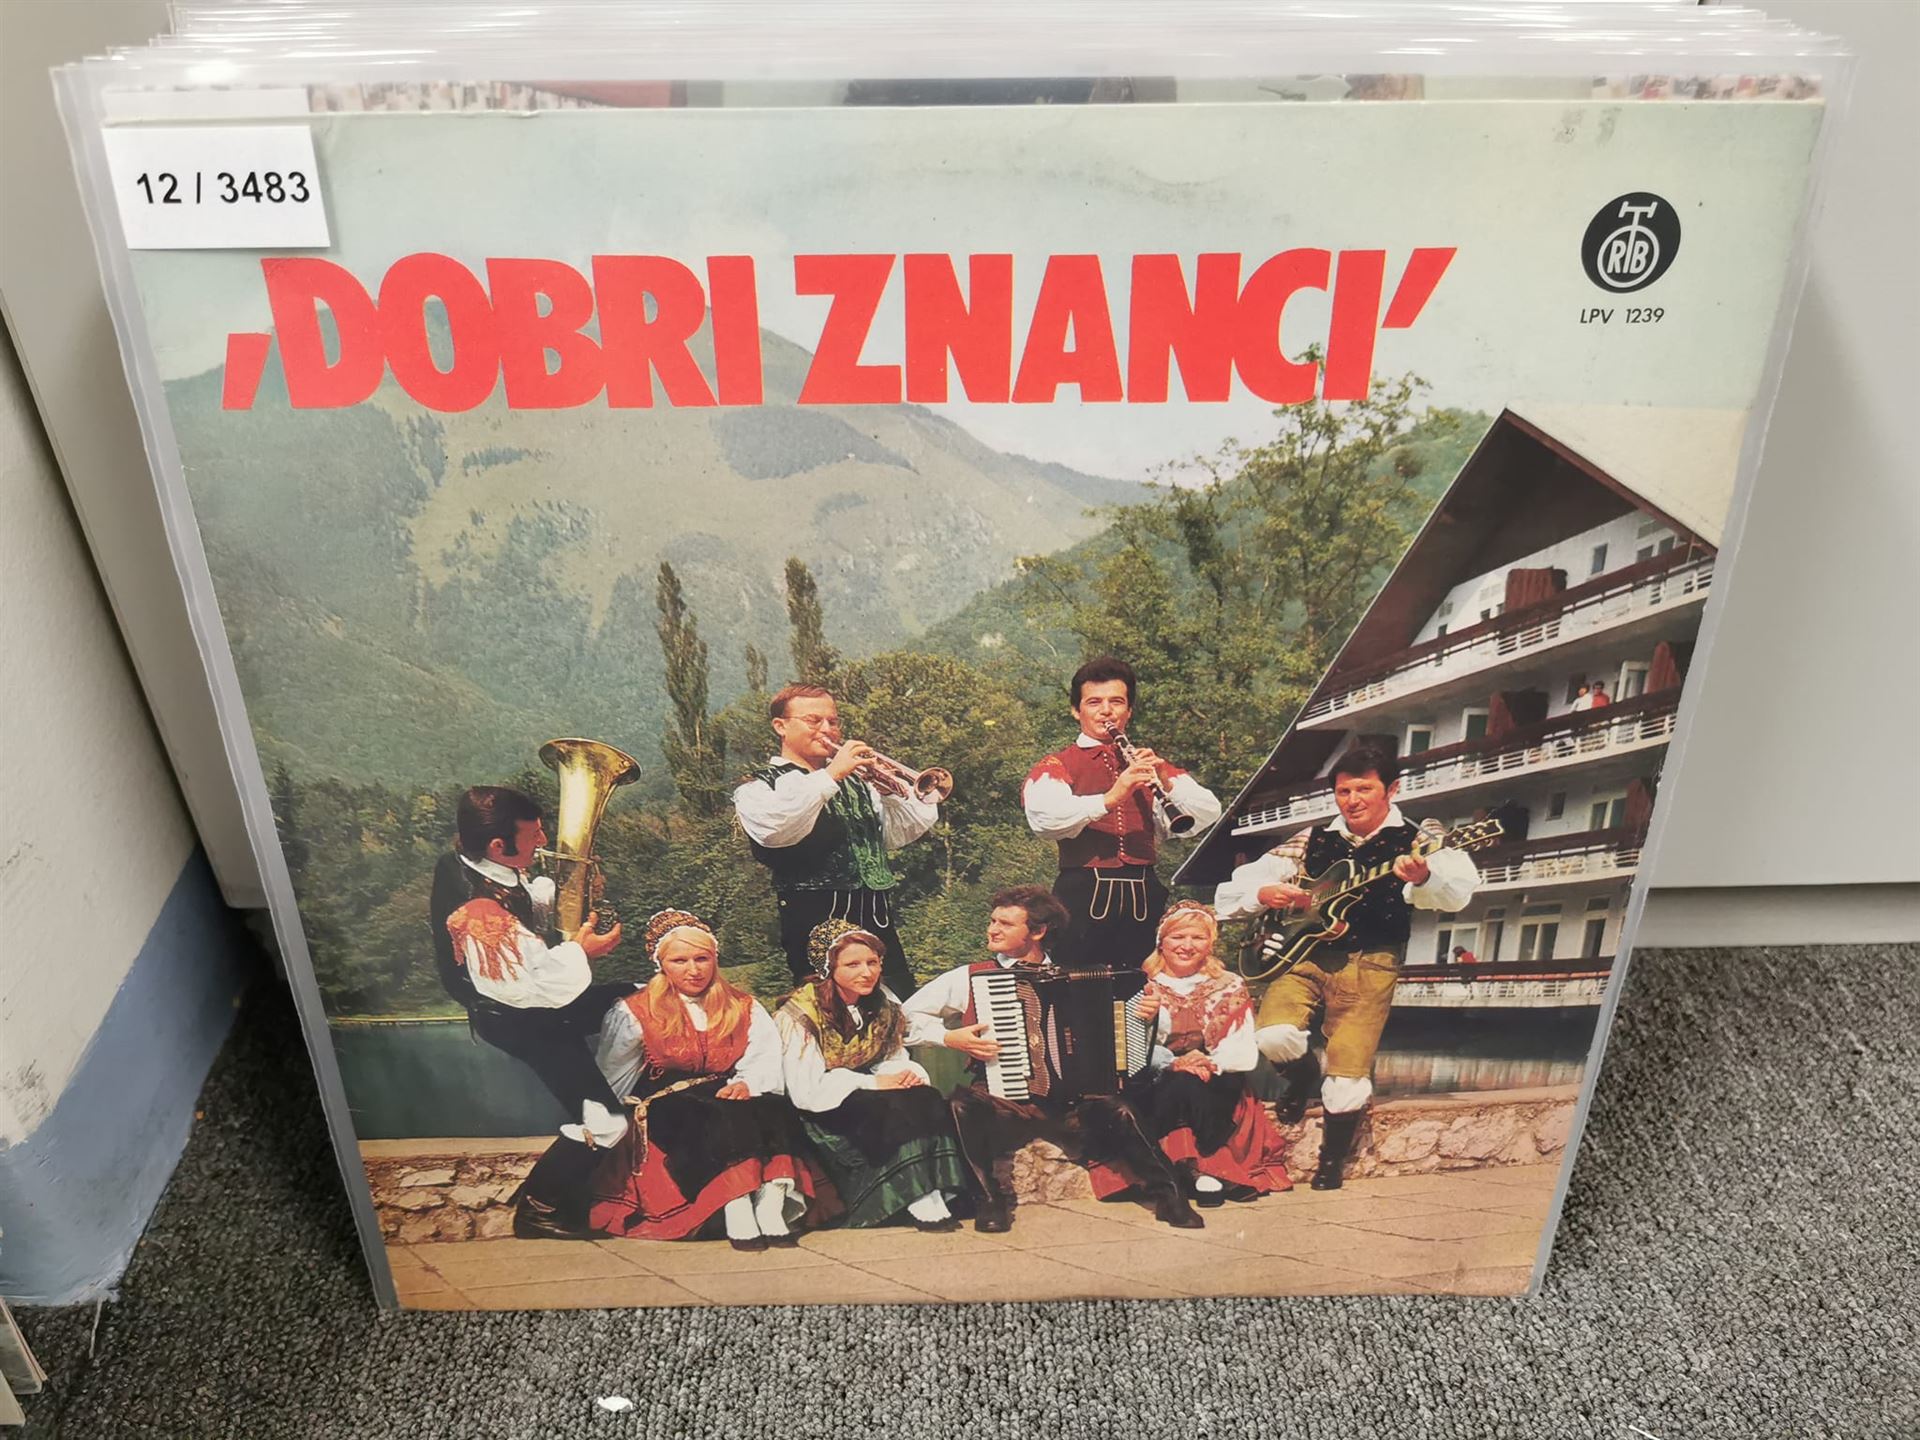 12 / 3483
'DOBRI ZNANCI'
RTB
LPV 1239